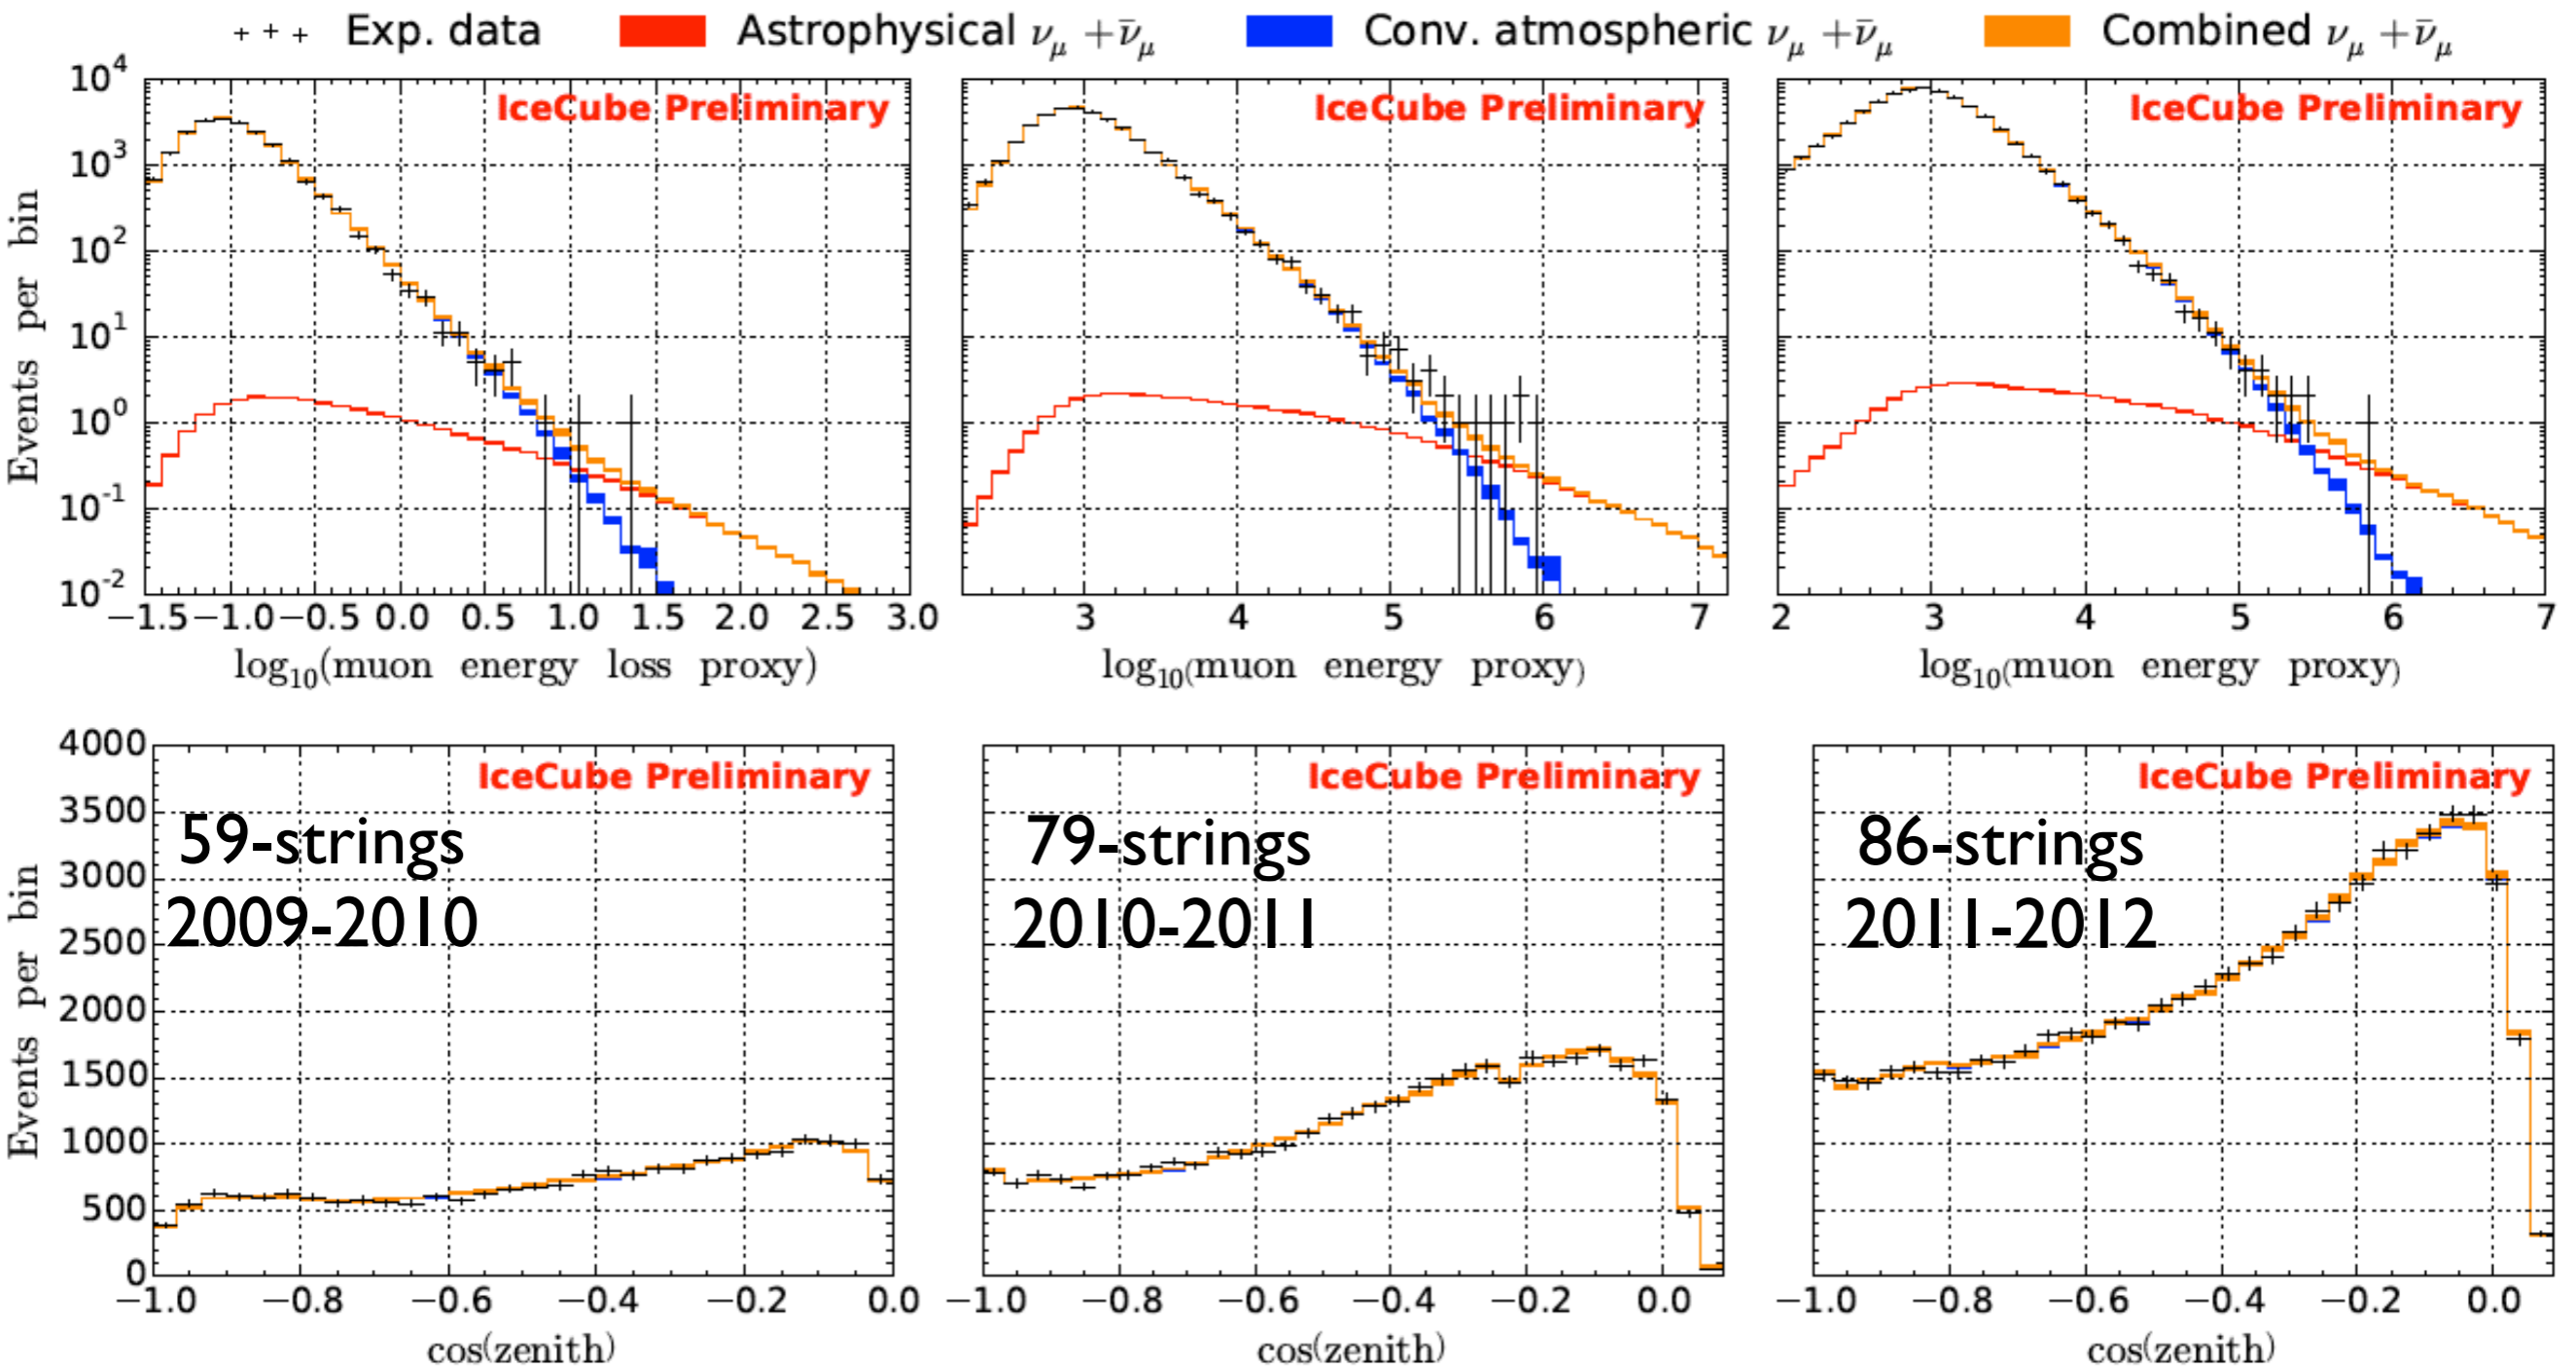 + + + Exp. data Astrophysical ν_μ + ν̄_μ Conv. atmospheric ν_μ + ν̄_μ Combined ν_μ + ν̄_μ
IceCube Preliminary
IceCube Preliminary
IceCube Preliminary
Events per bin
10^4
10^3
10^2
10^1
10^0
10^-1
10^-2
−1.5 −1.0 −0.5 0.0 0.5 1.0 1.5 2.0 2.5 3.0
3 4 5 6 7
2 3 4 5 6 7
log_10(muon energy loss proxy)
log_10(muon energy proxy)
log_10(muon energy proxy)
IceCube Preliminary
IceCube Preliminary
IceCube Preliminary
59-strings
2009-2010
79-strings
2010-2011
86-strings
2011-2012
Events per bin
4000
3500
3000
2500
2000
1500
1000
500
0
−1.0 −0.8 −0.6 −0.4 −0.2 0.0
−1.0 −0.8 −0.6 −0.4 −0.2 0.0
−1.0 −0.8 −0.6 −0.4 −0.2 0.0
cos(zenith)
cos(zenith)
cos(zenith)